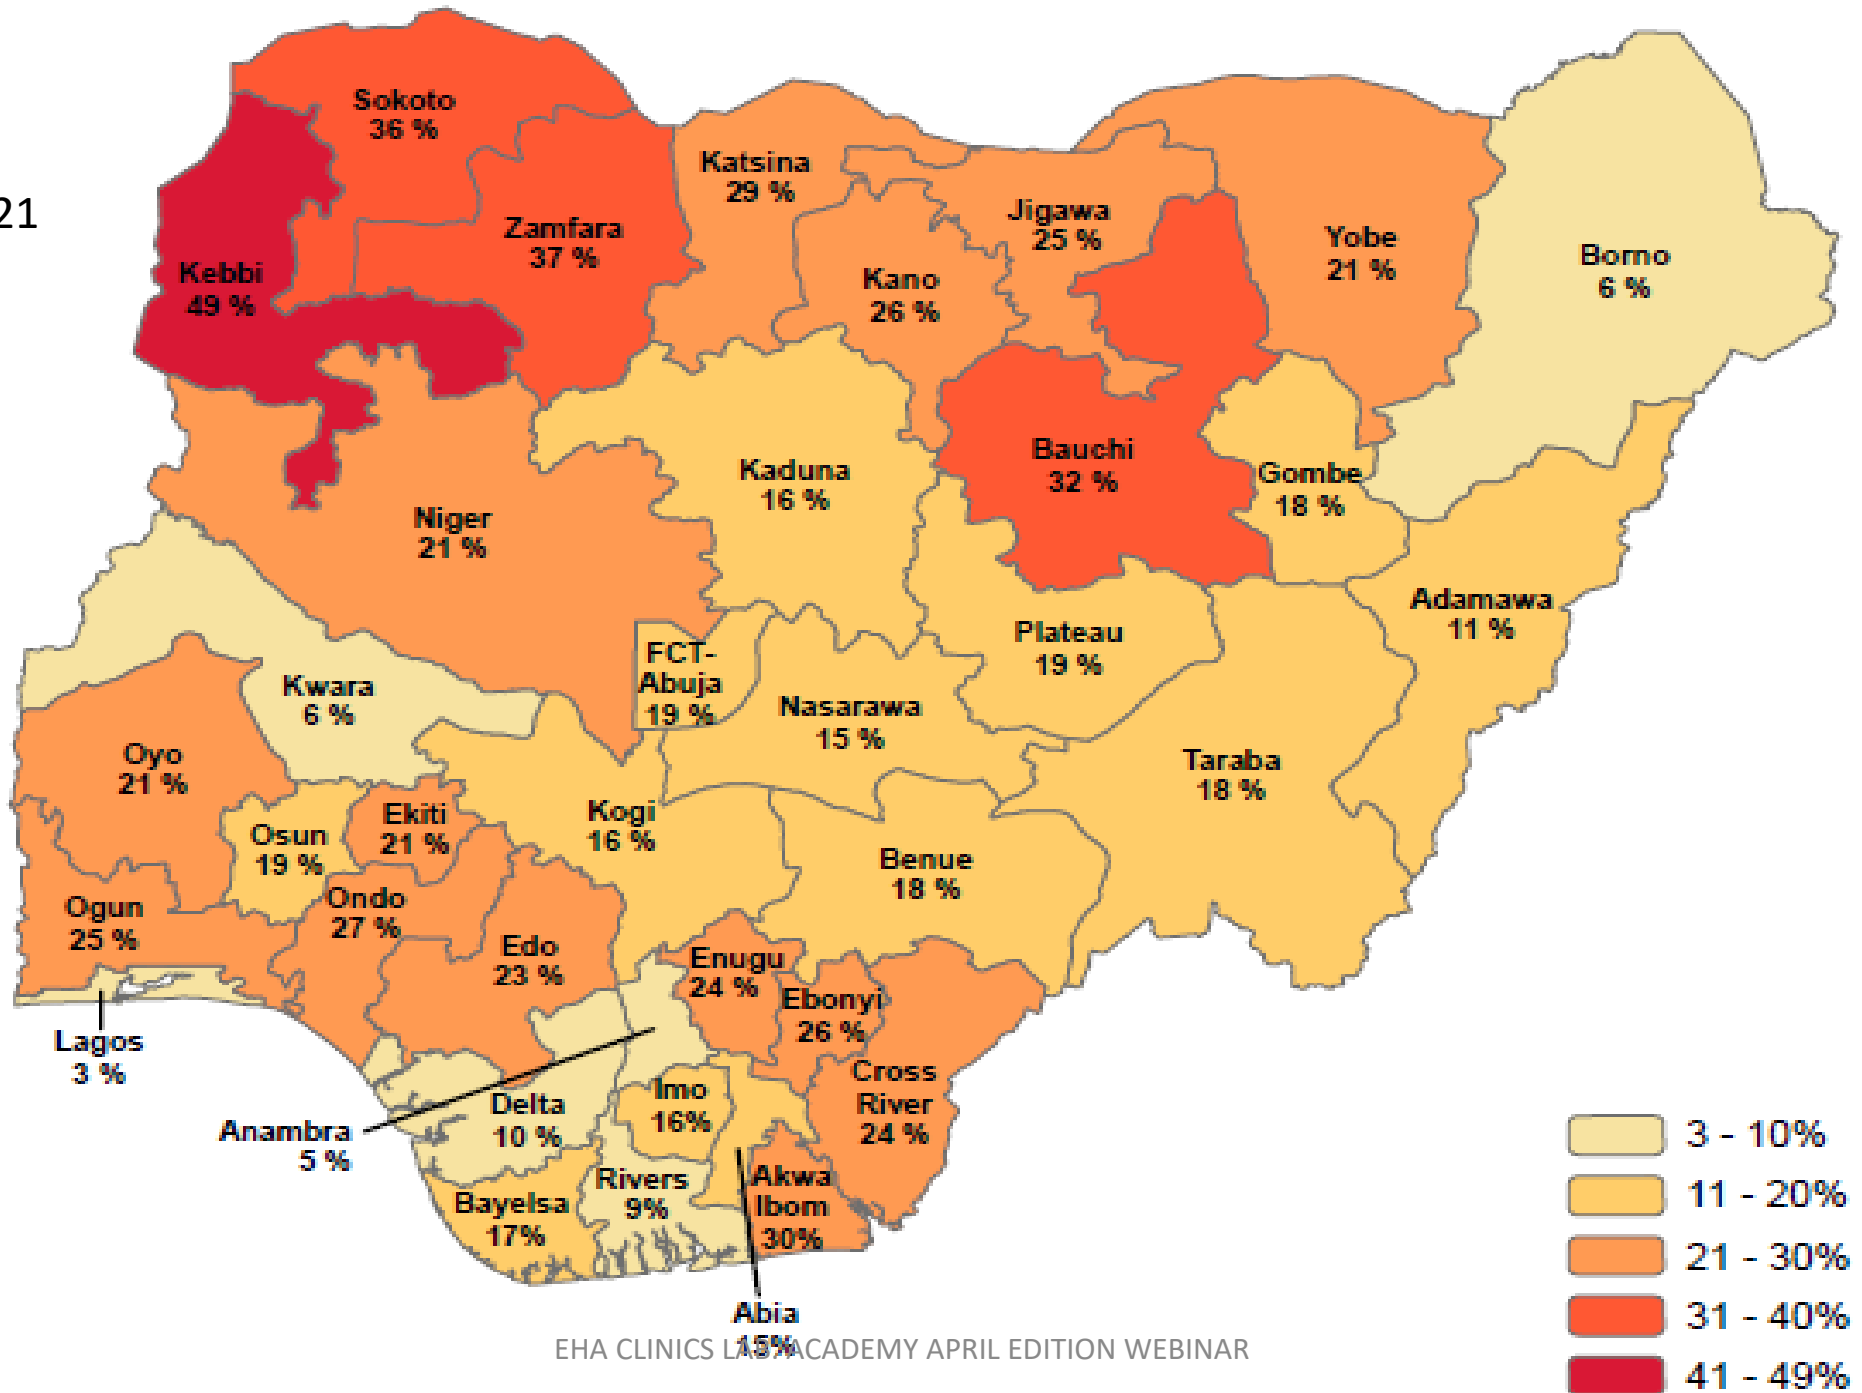 Sokoto
36 %
Katsina
29 %
Zamfara
37 %
Jigawa
25 %
21
Yobe
21 %
Borno
6 %
Kebbi
49 %
Kano
26 %
Bauchi
32 %
Kaduna
16 %
Gombe
18 %
Niger
21 %
Adamawa
11 %
Plateau
19 %
FCT-
Abuja
19 %
Kwara
6 %
Nasarawa
15 %
Oyo
21 %
Taraba
18 %
Ekiti
21 %
Kogi
16 %
Osun
19 %
Benue
18 %
Ondo
27 %
Ogun
25 %
Edo
23 %
Enugu
24 %
Ebonyi
26 %
Lagos
3 %
Cross
River
24 %
Imo
16%
Delta
10 %
Anambra
5 %
Rivers
9%
Akwa
Ibom
30%
Bayelsa
17%
Abia
EHA CLINICS LAB ACADEMY APRIL EDITION WEBINAR
3 - 10%
11 - 20%
21 - 30%
31 - 40%
41 - 49%